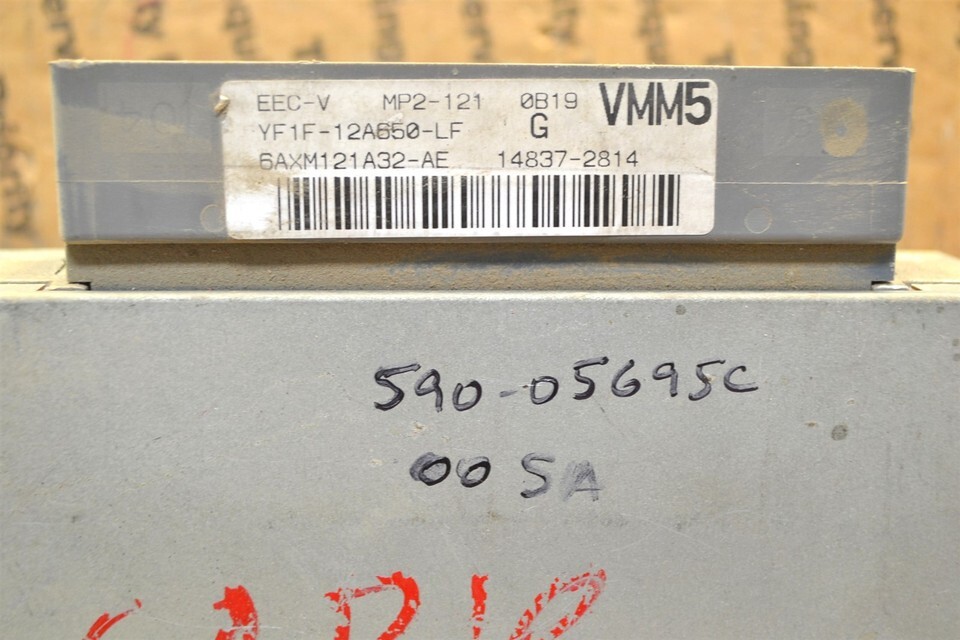 EEC-V MP2-121 0B19 VMM5
YF1F-12A650-LF G
6AXM121A32-AE 14837-2814
590-05695C
00 SA